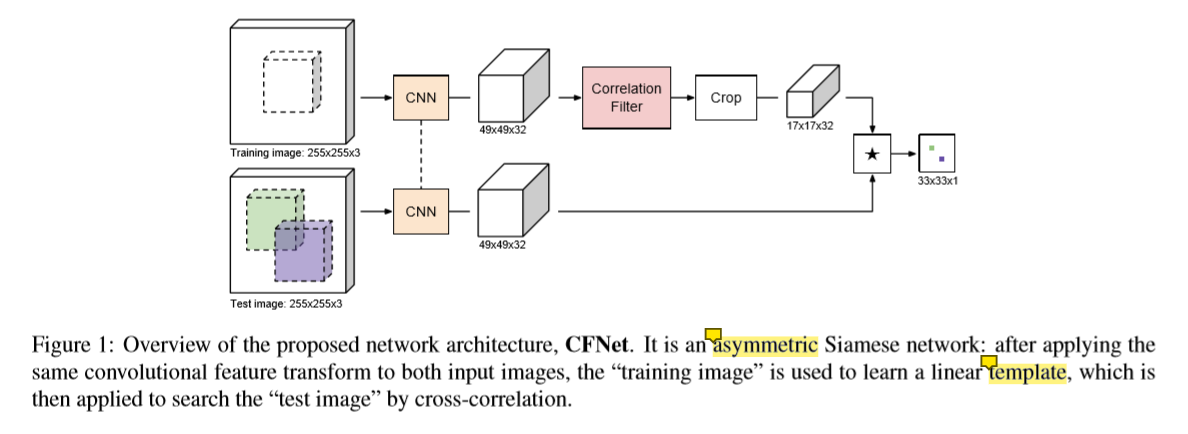 CNN
49x49x32
Correlation
Filter
Crop
17x17x32
Training image: 255x255x3
★
33x33x1
CNN
49x49x32
Test image: 255x255x3
Figure 1: Overview of the proposed network architecture, CFNet. It is an asymmetric Siamese network: after applying the
same convolutional feature transform to both input images, the “training image” is used to learn a linear template, which is
then applied to search the “test image” by cross-correlation.